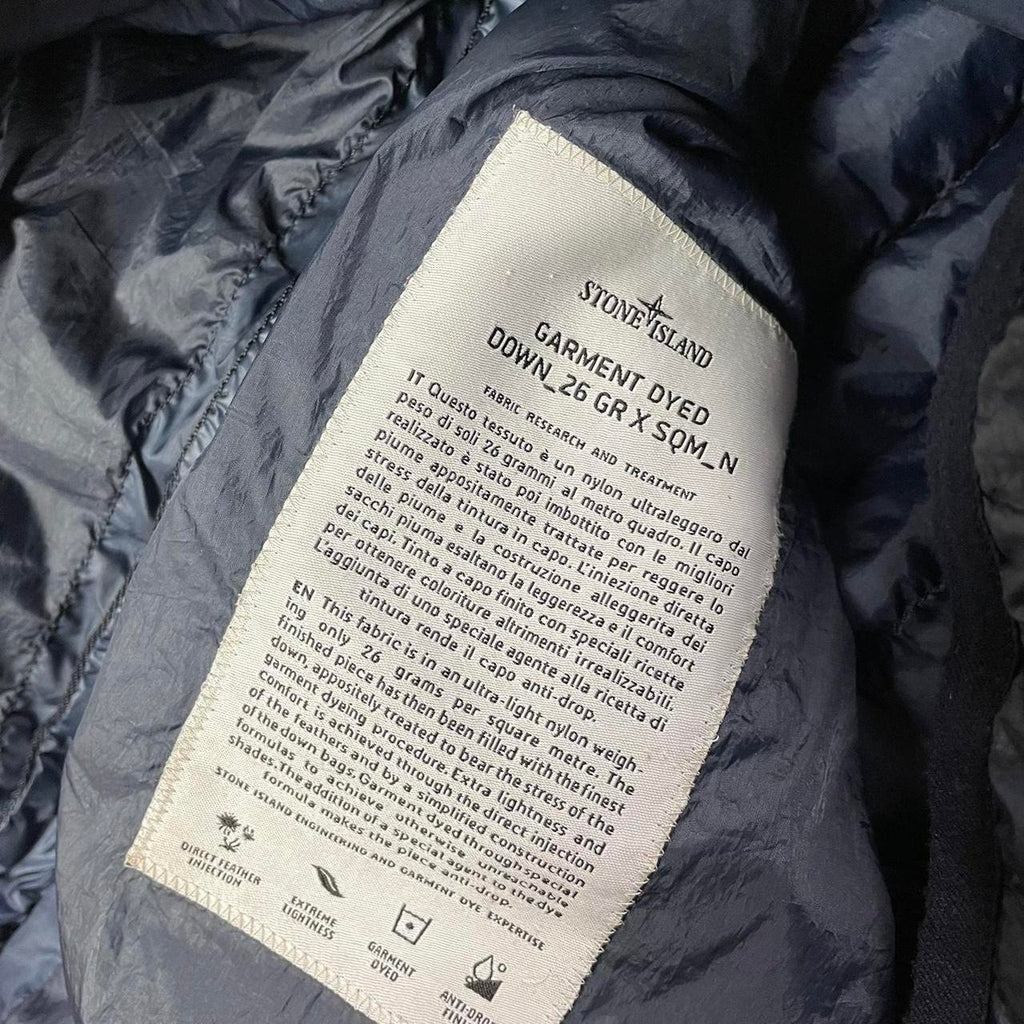 STONE ISLAND
GARMENT DYED
DOWN_26 GR X SQM_N
FABRIC RESEARCH AND TREATMENT
IT Questo tessuto è un nylon ultraleggero dal
peso di soli 26 grammi al metro quadro. Il capo
realizzato è stato poi imbottito con le migliori
piume appositamente trattate per reggere lo
stress della tintura in capo. L'iniezione diretta
delle piume e la costruzione alleggerita dei
sacchi piuma esaltano la leggerezza e il comfort
dei capi. Tinto a capo finito con speciali ricette
per ottenere coloriture altrimenti irrealizzabili.
L'aggiunta di uno speciale agente alla ricetta di
tintura rende il capo anti-drop.
EN This fabric is in an ultra-light nylon weigh-
ing only 26 grams per square metre. The
finished piece has then been filled with the finest
down, appositely treated to bear the stress of the
garment dyeing procedure. Extra lightness and
comfort is achieved through the direct injection
of the feathers and by a simplified construction
of the down bags. Garment dyed through special
formulas to achieve otherwise unreachable
shades. The addition of a special agent to the dye
formula makes the piece anti-drop.
STONE ISLAND ENGINEERING AND GARMENT DYE EXPERTISE
DIRECT FEATHER
INJECTION
EXTREME
LIGHTNESS
GARMENT
DYED
ANTI-DROP